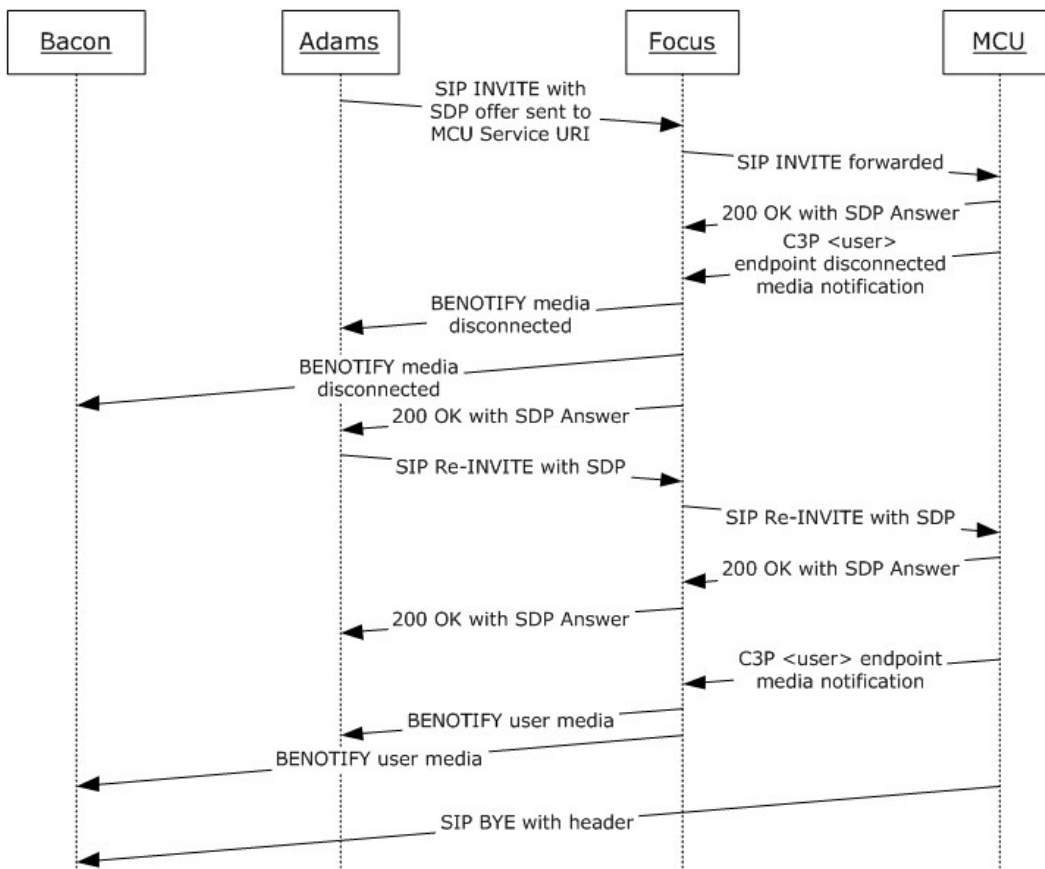 Bacon
Adams
Focus
MCU
SIP INVITE with
SDP offer sent to
MCU Service URI
SIP INVITE forwarded
200 OK with SDP Answer
C3P <user>
endpoint disconnected
media notification
BENOTIFY media
disconnected
BENOTIFY media
disconnected
200 OK with SDP Answer
SIP Re-INVITE with SDP
SIP Re-INVITE with SDP
200 OK with SDP Answer
200 OK with SDP Answer
C3P <user> endpoint
media notification
BENOTIFY user media
BENOTIFY user media
SIP BYE with header